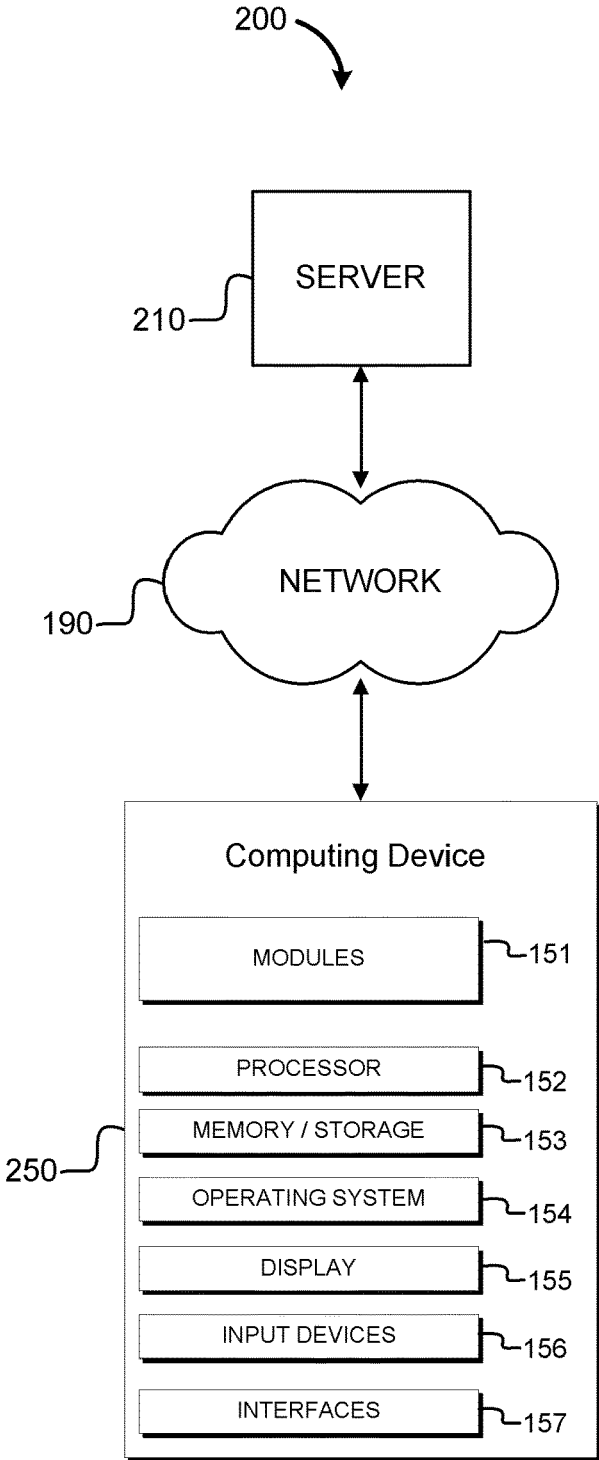 200
SERVER
210
NETWORK
190
Computing Device
MODULES
151
PROCESSOR
152
MEMORY / STORAGE
153
250
OPERATING SYSTEM
154
DISPLAY
155
INPUT DEVICES
156
INTERFACES
157